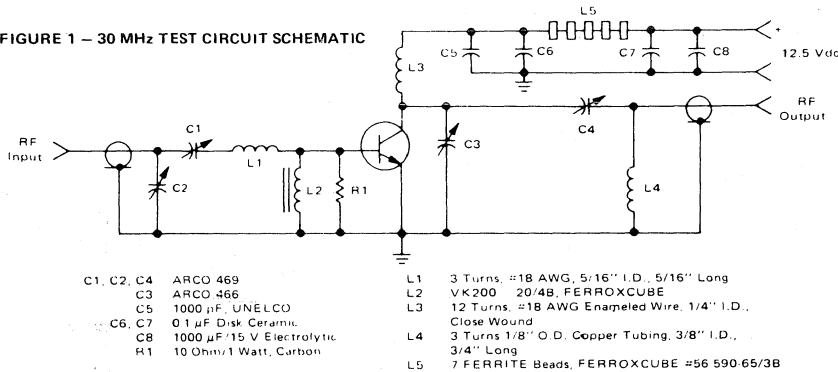 FIGURE 1 – 30 MHz TEST CIRCUIT SCHEMATIC
L5
+
C5
C6
C7
C8
12.5 Vdc
L3
RF
Output
C4
C1
C3
RF
Input
L1
C2
L2
R1
L4
C1, C2, C4 ARCO 469
C3 ARCO 466
C5 1000 pF, UNELCO
C6, C7 0.1 μF Disk Ceramic
C8 1000 μF/15 V Electrolytic
R1 10 Ohm/1 Watt, Carbon
L1 3 Turns, #18 AWG, 5/16" I.D., 5/16" Long
L2 VK200 20/4B, FERROXCUBE
L3 12 Turns, #18 AWG Enameled Wire, 1/4" I.D.,
Close Wound
L4 3 Turns 1/8" O.D. Copper Tubing, 3/8" I.D.,
3/4" Long
L5 7 FERRITE Beads, FERROXCUBE #56 590-65/3B